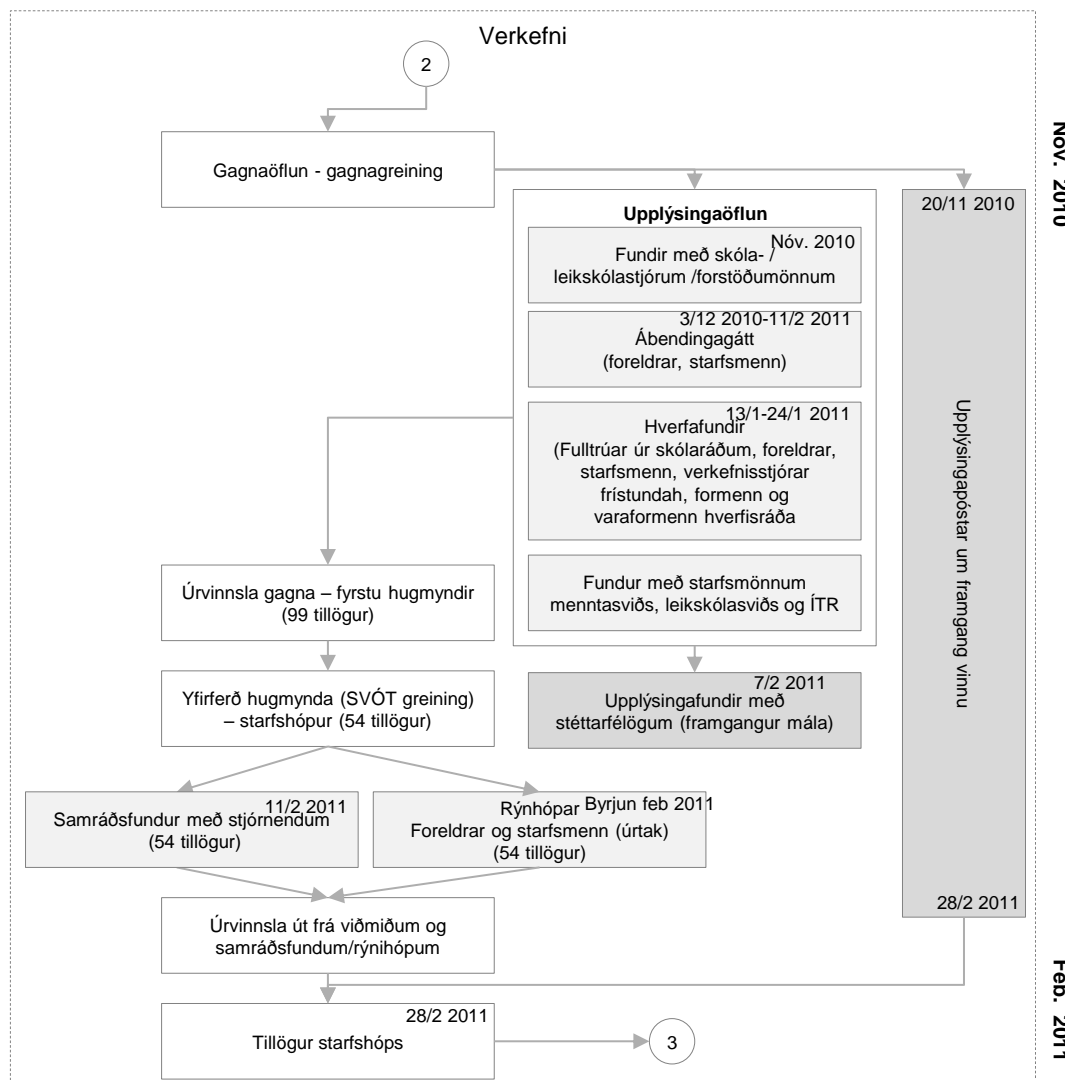 Verkefni
2
Gagnaöflun - gagnagreining
Nóv. 2010
Upplýsingaöflun
Nóv. 2010
Fundir með skóla- /
leikskólastjórum /forstöðumönnum
3/12 2010-11/2 2011
Ábendingagátt
(foreldrar, starfsmenn)
13/1-24/1 2011
Hverfafundir
(Fulltrúar úr skólaráðum, foreldrar,
starfsmenn, verkefnisstjórar
frístundah, formenn og
varaformenn hverfisráða
Fundur með starfsmönnum
menntasviðs, leikskólasviðs og ÍTR
20/11 2010
Upplýsingapóstar um framgang vinnu
28/2 2011
Úrvinnsla gagna – fyrstu hugmyndir
(99 tillögur)
7/2 2011
Upplýsingafundir með
stéttarfélögum (framgangur mála)
Yfirferð hugmynda (SVÓT greining)
– starfshópur (54 tillögur)
11/2 2011
Samráðsfundur með stjórnendum
(54 tillögur)
Byrjun feb 2011
Rýnhópar
Foreldrar og starfsmenn (úrtak)
(54 tillögur)
Úrvinnsla út frá viðmiðum og
samráðsfundum/rýnihópum
28/2 2011
Tillögur starfshóps
3
Feb. 2011